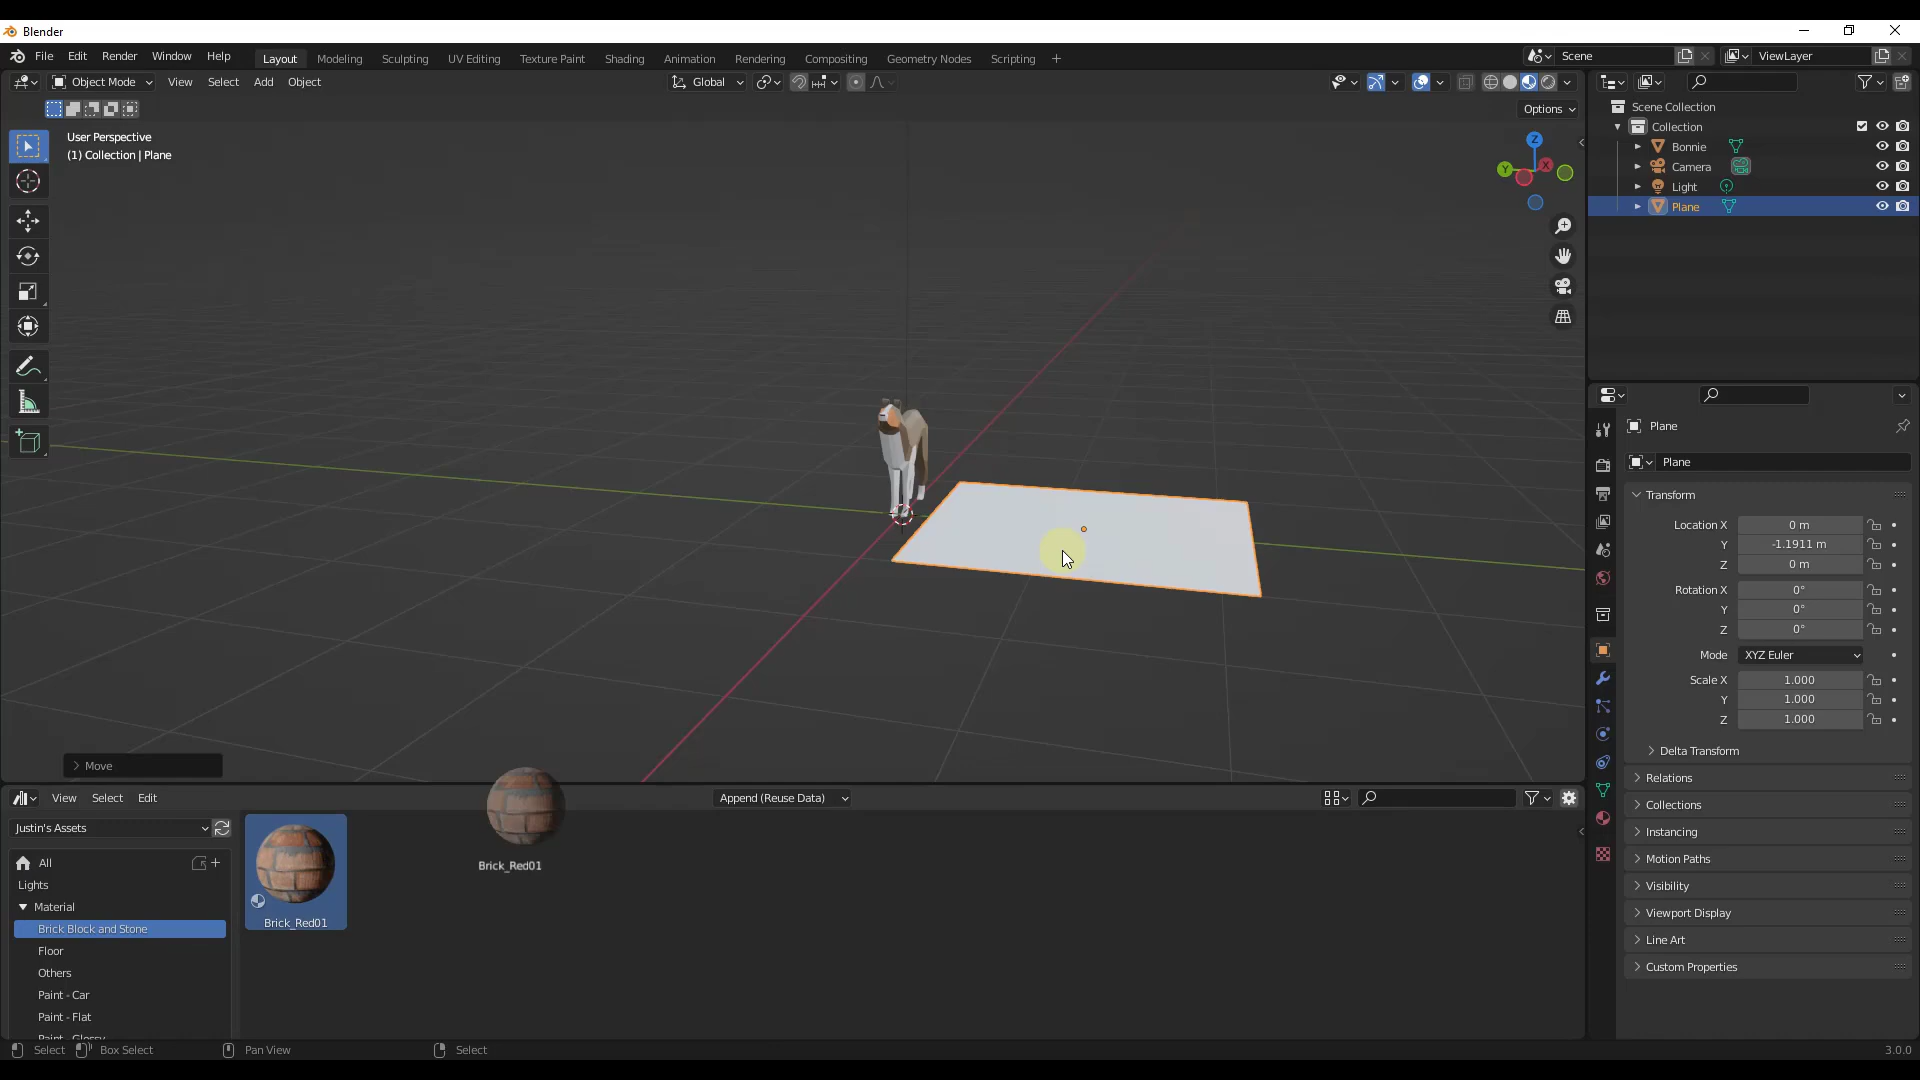 Blender
File Edit Render Window Help Layout Modeling Sculpting UV Editing Texture Paint Shading Animation Rendering Compositing Geometry Nodes Scripting + Scene ViewLayer
Object Mode View Select Add Object Global
Options
User Perspective
(1) Collection | Plane
Z
Y
X
Scene Collection
Collection
Bonnie
Camera
Light
Plane
Plane
Plane
Transform
Location X 0 m
Y -1.1911 m
Z 0 m
Rotation X 0°
Y 0°
Z 0°
Mode XYZ Euler
Scale X 1.000
Y 1.000
Z 1.000
Delta Transform
Relations
Collections
Instancing
Motion Paths
Visibility
Viewport Display
Line Art
Custom Properties
Move
View Select Edit Append (Reuse Data)
Justin's Assets
All
Lights
Material
Brick Block and Stone
Floor
Others
Paint - Car
Paint - Flat
Paint - Glossy
Brick_Red01
Brick_Red01
Select Box Select Pan View Select 3.0.0